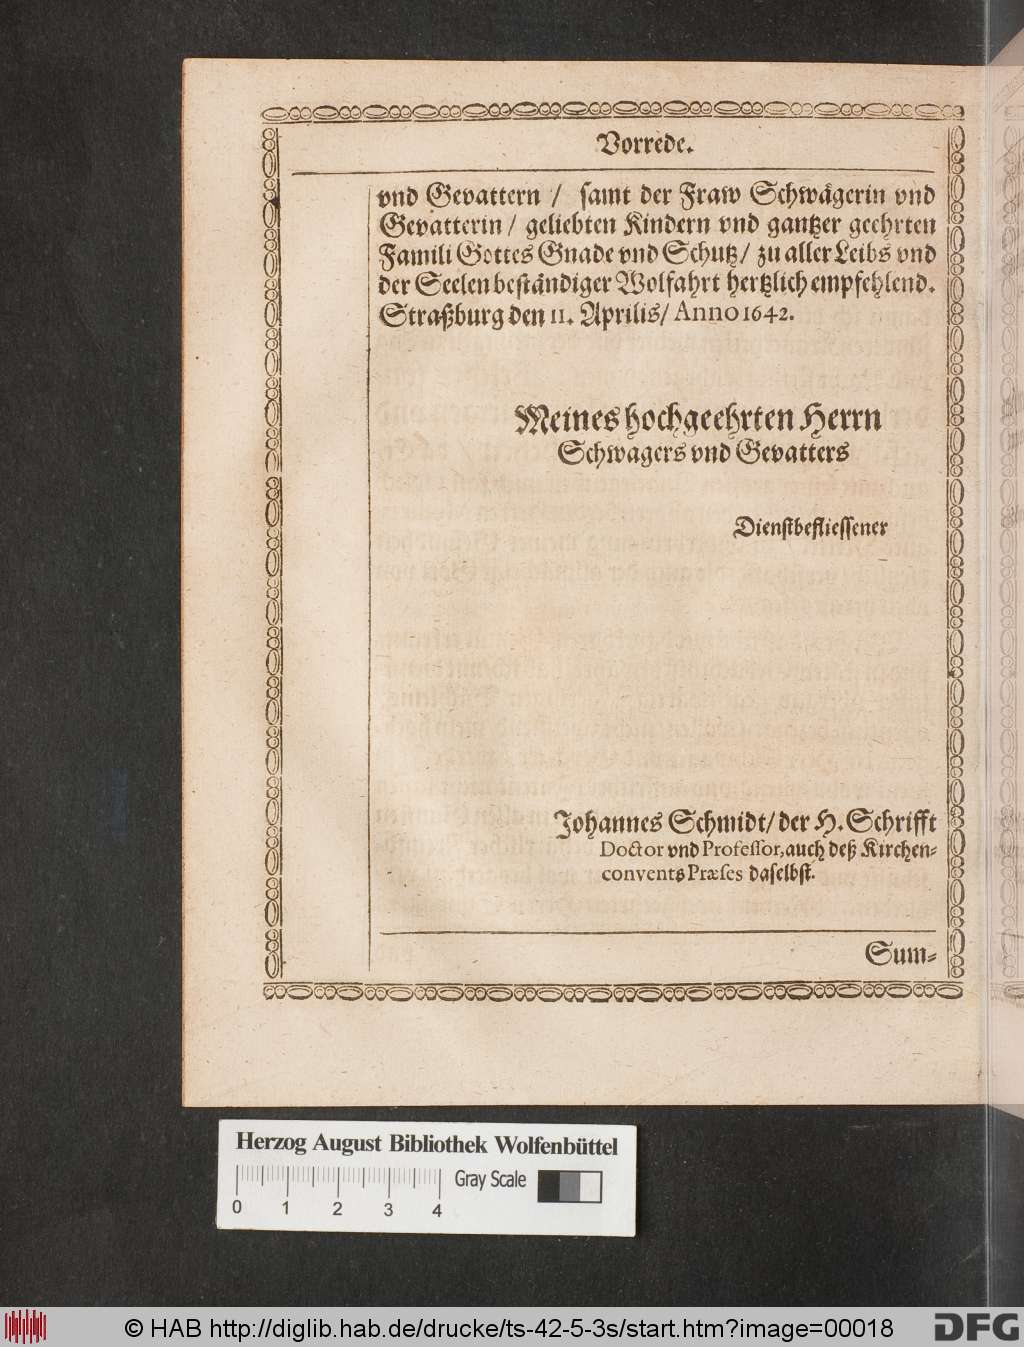 Vorrede.
vnd Gevattern / samt der Fraw Schwägerin vnd
Gevatterin / geliebten Kindern vnd gantzer geehrten
Famili Gottes Gnade vnd Schutz / zu aller Leibs vnd
der Seelen beständiger Wolfahrt hertzlich empfehlend.
Straßburg den 11. Aprilis / Anno 1642.
Meines hochgeehrten Herrn
Schwagers vnd Gevatters
Dienstbefliessener
Johannes Schmidt / der H. Schrifft
Doctor vnd Professor, auch deß Kirchen-
convents Præses daselbst.
Sum-
Herzog August Bibliothek Wolfenbüttel
Gray Scale
0 1 2 3 4
© HAB http://diglib.hab.de/drucke/ts-42-5-3s/start.htm?image=00018
DFG